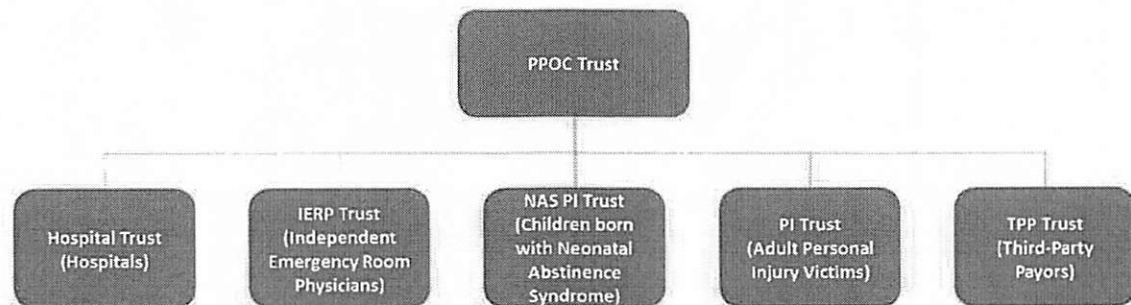 PPOC Trust
Hospital Trust
(Hospitals)
IERP Trust
(Independent
Emergency Room
Physicians)
NAS PI Trust
(Children born
with Neonatal
Abstinence
Syndrome)
PI Trust
(Adult Personal
Injury Victims)
TPP Trust
(Third-Party
Payors)